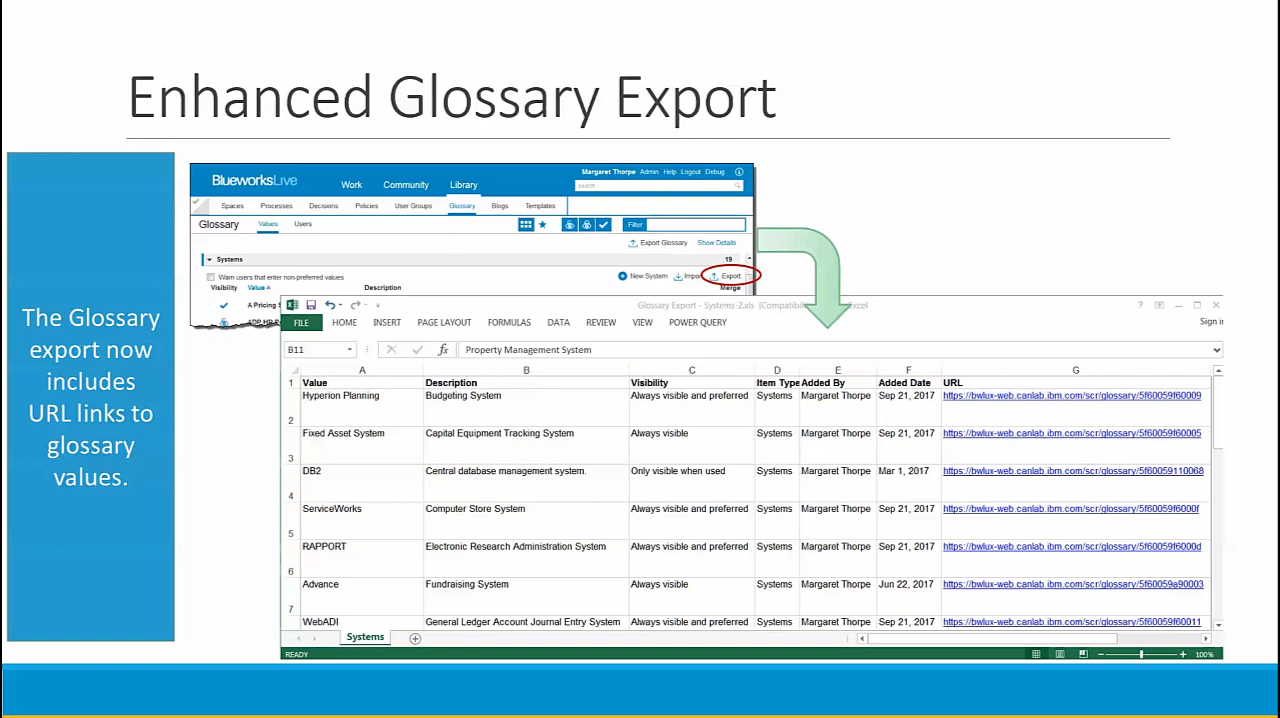 Enhanced Glossary Export
The Glossary
export now
includes
URL links to
glossary
values.
BlueworksLive Work Community Library
Margaret Thorpe Admin Help Logout Debug
search
Spaces Processes Decisions Policies User Groups Glossary Blogs Templates
Glossary Values Users Filter
Export Glossary Show Details
Systems 19
Warn users that enter non-preferred values New System Import Export
Visibility Value Description Merge
A Pricing
ADP HR
Glossary Export - Systems-2.xls [Compatibi Excel
FILE HOME INSERT PAGE LAYOUT FORMULAS DATA REVIEW VIEW POWER QUERY Sign in
B11 fx Property Management System
A B C D E F G
1 Value Description Visibility Item Type Added By Added Date URL
2 Hyperion Planning Budgeting System Always visible and preferred Systems Margaret Thorpe Sep 21, 2017 https://bwlux-web.canlab.ibm.com/scr/glossary/5f60059f60009
3 Fixed Asset System Capital Equipment Tracking System Always visible Systems Margaret Thorpe Sep 21, 2017 https://bwlux-web.canlab.ibm.com/scr/glossary/5f60059f60005
4 DB2 Central database management system. Only visible when used Systems Margaret Thorpe Mar 1, 2017 https://bwlux-web.canlab.ibm.com/scr/glossary/5f60059110068
5 ServiceWorks Computer Store System Always visible and preferred Systems Margaret Thorpe Sep 21, 2017 https://bwlux-web.canlab.ibm.com/scr/glossary/5f60059f6000f
6 RAPPORT Electronic Research Administration System Always visible and preferred Systems Margaret Thorpe Sep 21, 2017 https://bwlux-web.canlab.ibm.com/scr/glossary/5f60059f6000d
7 Advance Fundraising System Always visible Systems Margaret Thorpe Jun 22, 2017 https://bwlux-web.canlab.ibm.com/scr/glossary/5f60059a90003
WebADI General Ledger Account Journal Entry System Always visible and preferred Systems Margaret Thorpe Sep 21, 2017 https://bwlux-web.canlab.ibm.com/scr/glossary/5f60059f60011
Systems
READY 100%